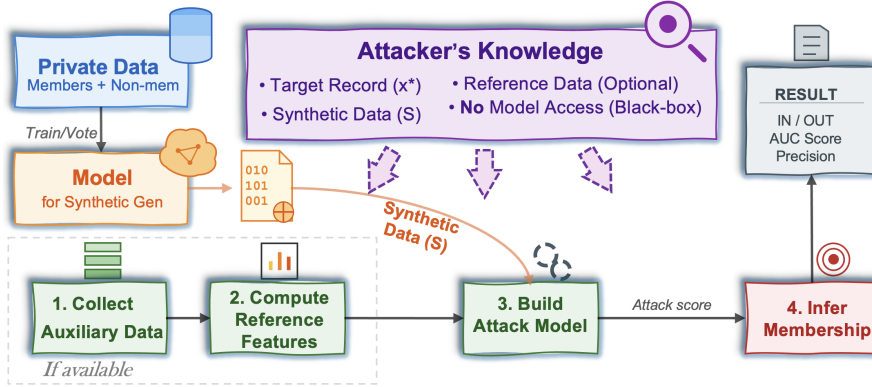 Private Data
Members + Non-mem
Train/Vote
Model
for Synthetic Gen
010
101
001
Attacker's Knowledge
• Target Record (x*)
• Synthetic Data (S)
• Reference Data (Optional)
• No Model Access (Black-box)
Synthetic
Data (S)
RESULT
IN / OUT
AUC Score
Precision
1. Collect
Auxiliary Data
2. Compute
Reference
Features
If available
3. Build
Attack Model
Attack score
4. Infer
Membership